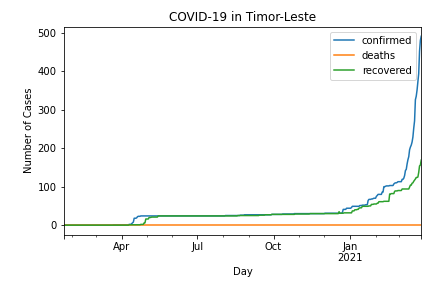 COVID-19 in Timor-Leste
500
400
300
200
100
0
Number of Cases
confirmed
deaths
recovered
Apr
Jul
Oct
Jan
2021
Day